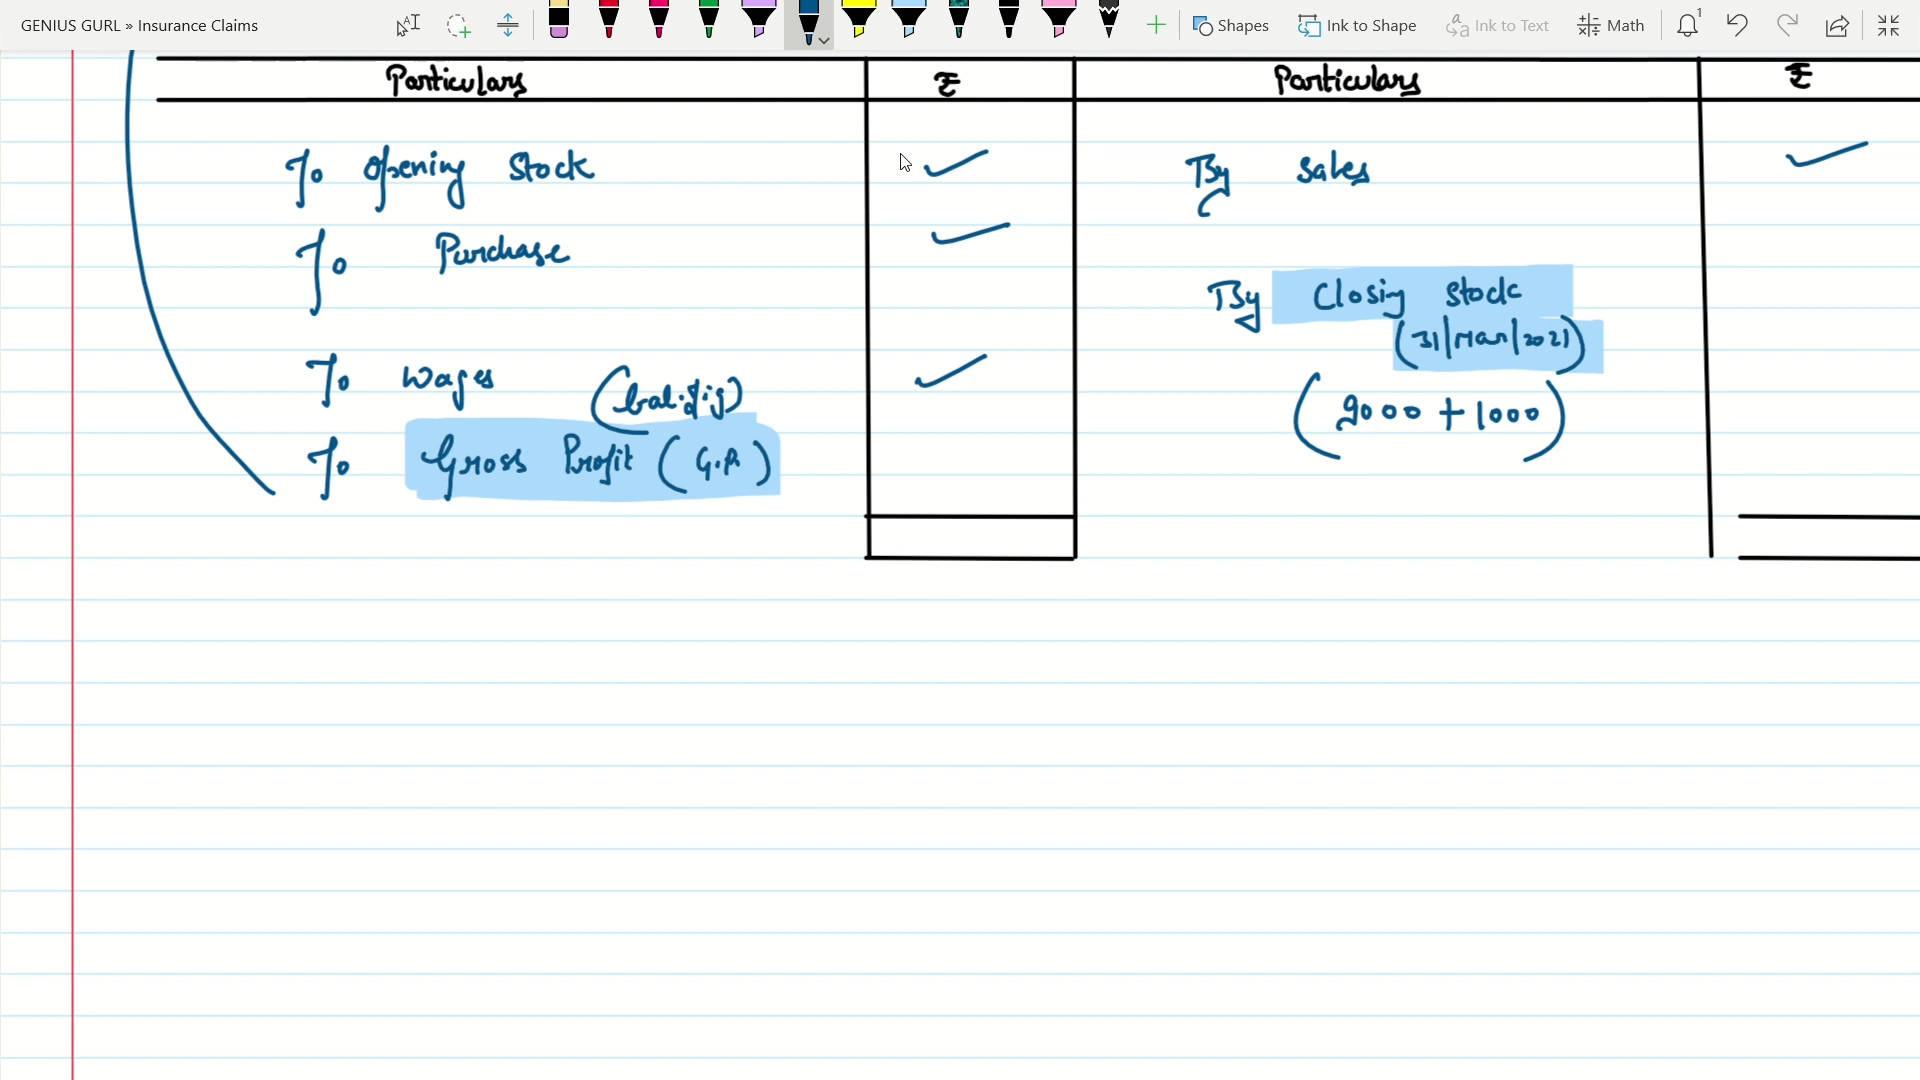 GENIUS GURL » Insurance Claims
Shapes
Ink to Shape
Ink to Text
Math
1
Particulars ₹ Particulars ₹
To Opening Stock
By Sales
To Purchase
By Closing Stock
(31/Mar/2021)
To Wages
(bal.fig)
(9000 + 1000)
To Gross Profit (G.P.)